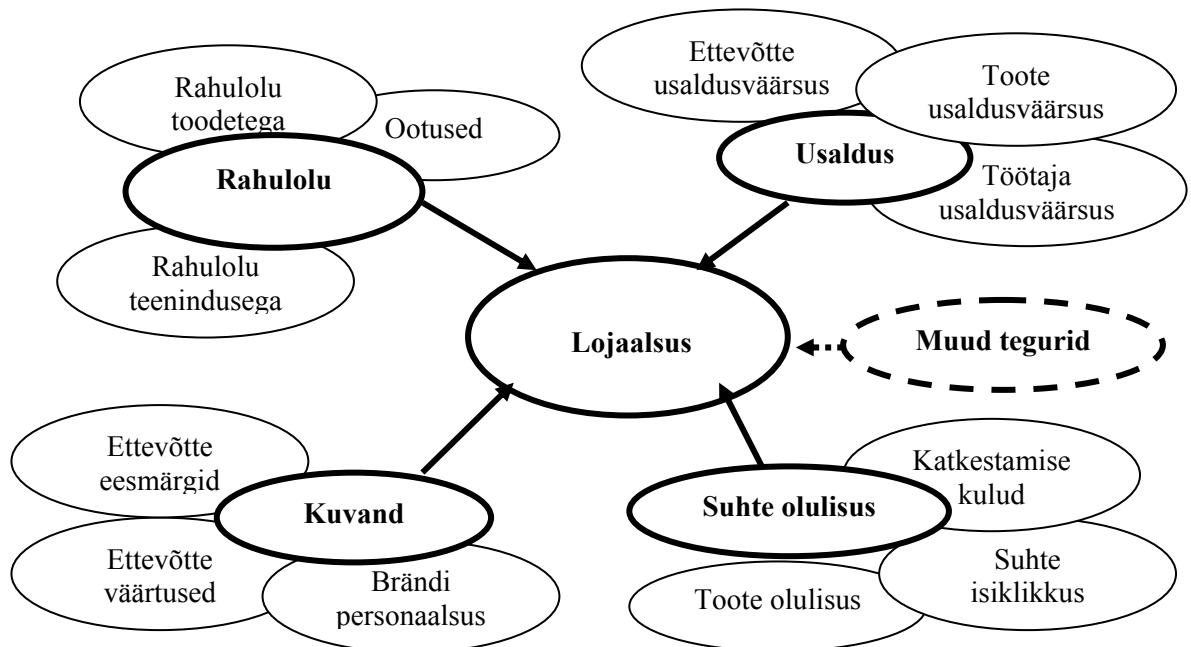 Rahulolu
toodetega
Ootused
Rahulolu
Rahulolu
teenindusega
Ettevõtte
usaldusväärsus
Toote
usaldusväärsus
Usaldus
Töötaja
usaldusväärsus
Lojaalsus
Muud tegurid
Ettevõtte
eesmärgid
Kuvand
Ettevõtte
väärtused
Brändi
personaalsus
Katkestamise
kulud
Suhte olulisus
Toote olulisus
Suhte
isiklikkus